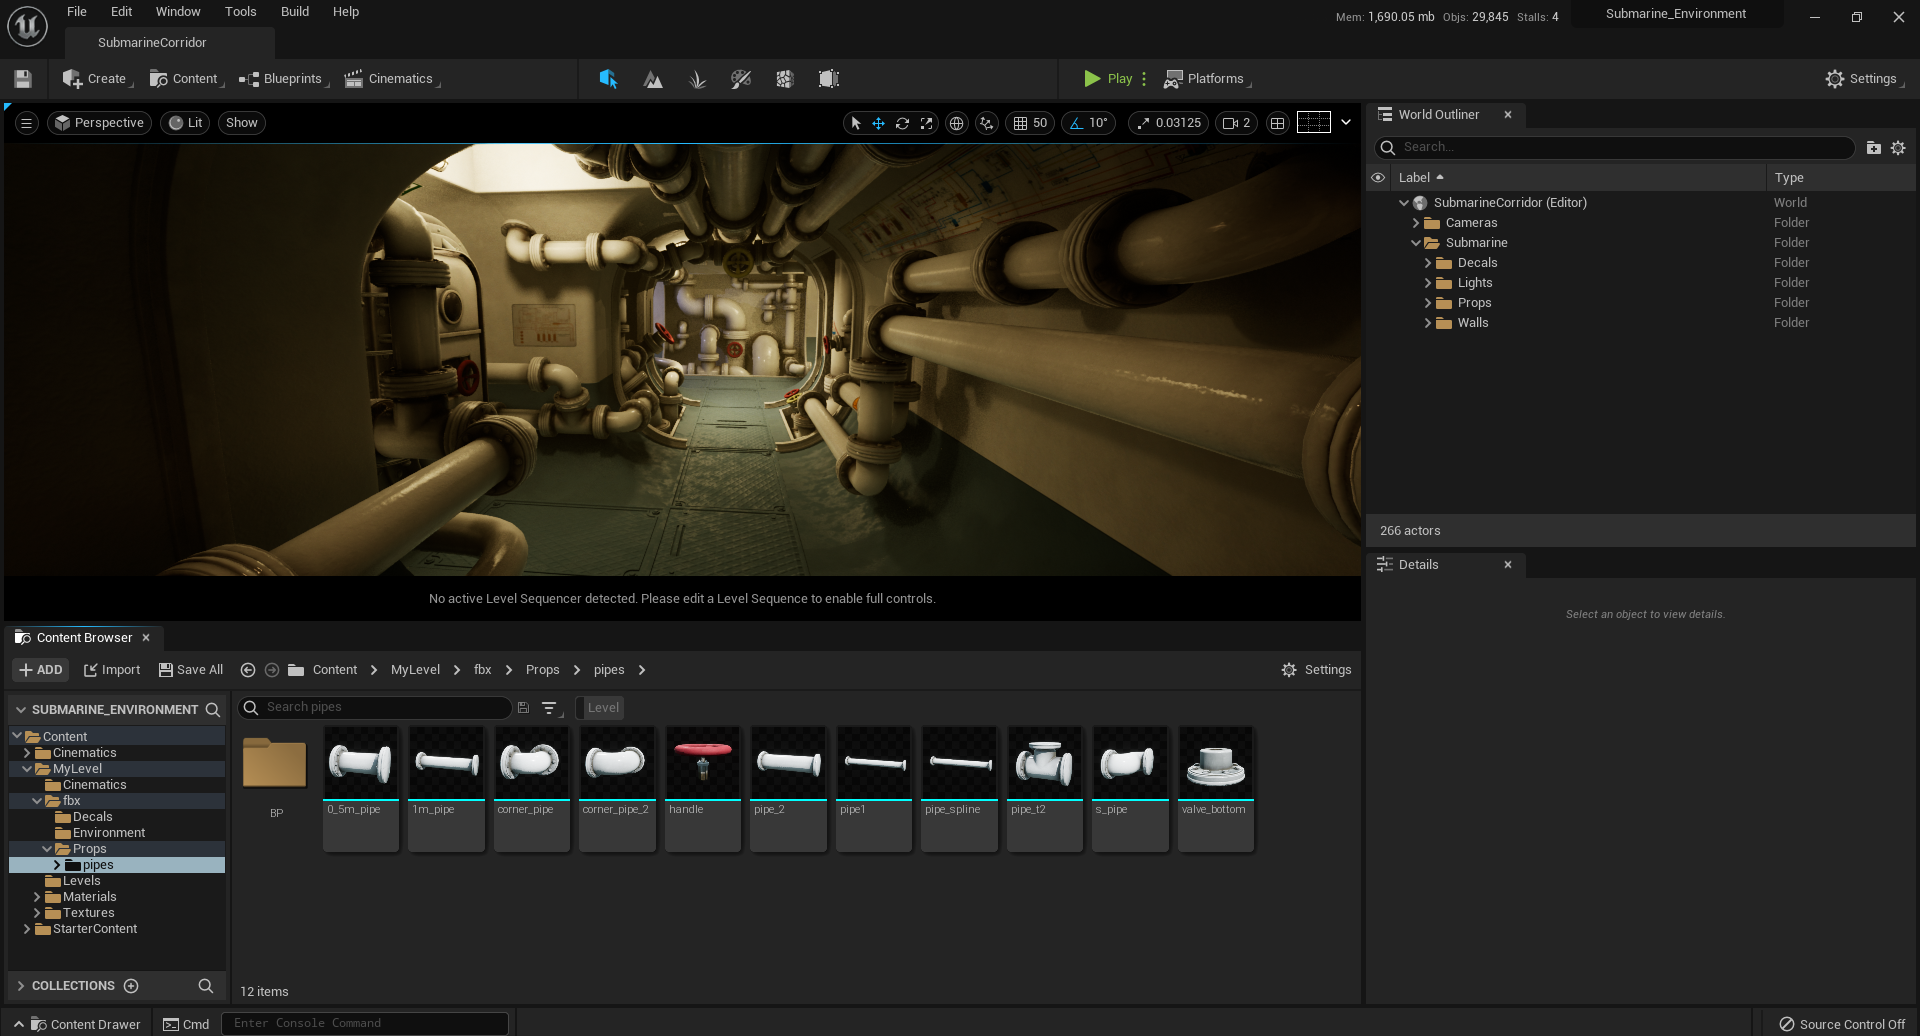 File Edit Window Tools Build Help
Mem: 1,690.05 mb Objs: 29,845 Stalls: 4
Submarine_Environment
SubmarineCorridor
Create Content Blueprints Cinematics Play Platforms Settings
Perspective Lit Show 50 10° 0.03125 2
No active Level Sequencer detected. Please edit a Level Sequence to enable full controls.
World Outliner
Search...
Label Type
SubmarineCorridor (Editor) World
Cameras Folder
Submarine Folder
Decals Folder
Lights Folder
Props Folder
Walls Folder
266 actors
Details
Select an object to view details.
Content Browser
ADD Import Save All Content MyLevel fbx Props pipes Settings
SUBMARINE_ENVIRONMENT
Content
Cinematics
MyLevel
Cinematics
fbx
Decals
Environment
Props
pipes
Levels
Materials
Textures
StarterContent
COLLECTIONS
Search pipes Level
BP 0_5m_pipe 1m_pipe corner_pipe corner_pipe_2 handle pipe_2 pipe1 pipe_spline pipe_t2 s_pipe valve_bottom
12 items
Content Drawer Cmd Enter Console Command Source Control Off